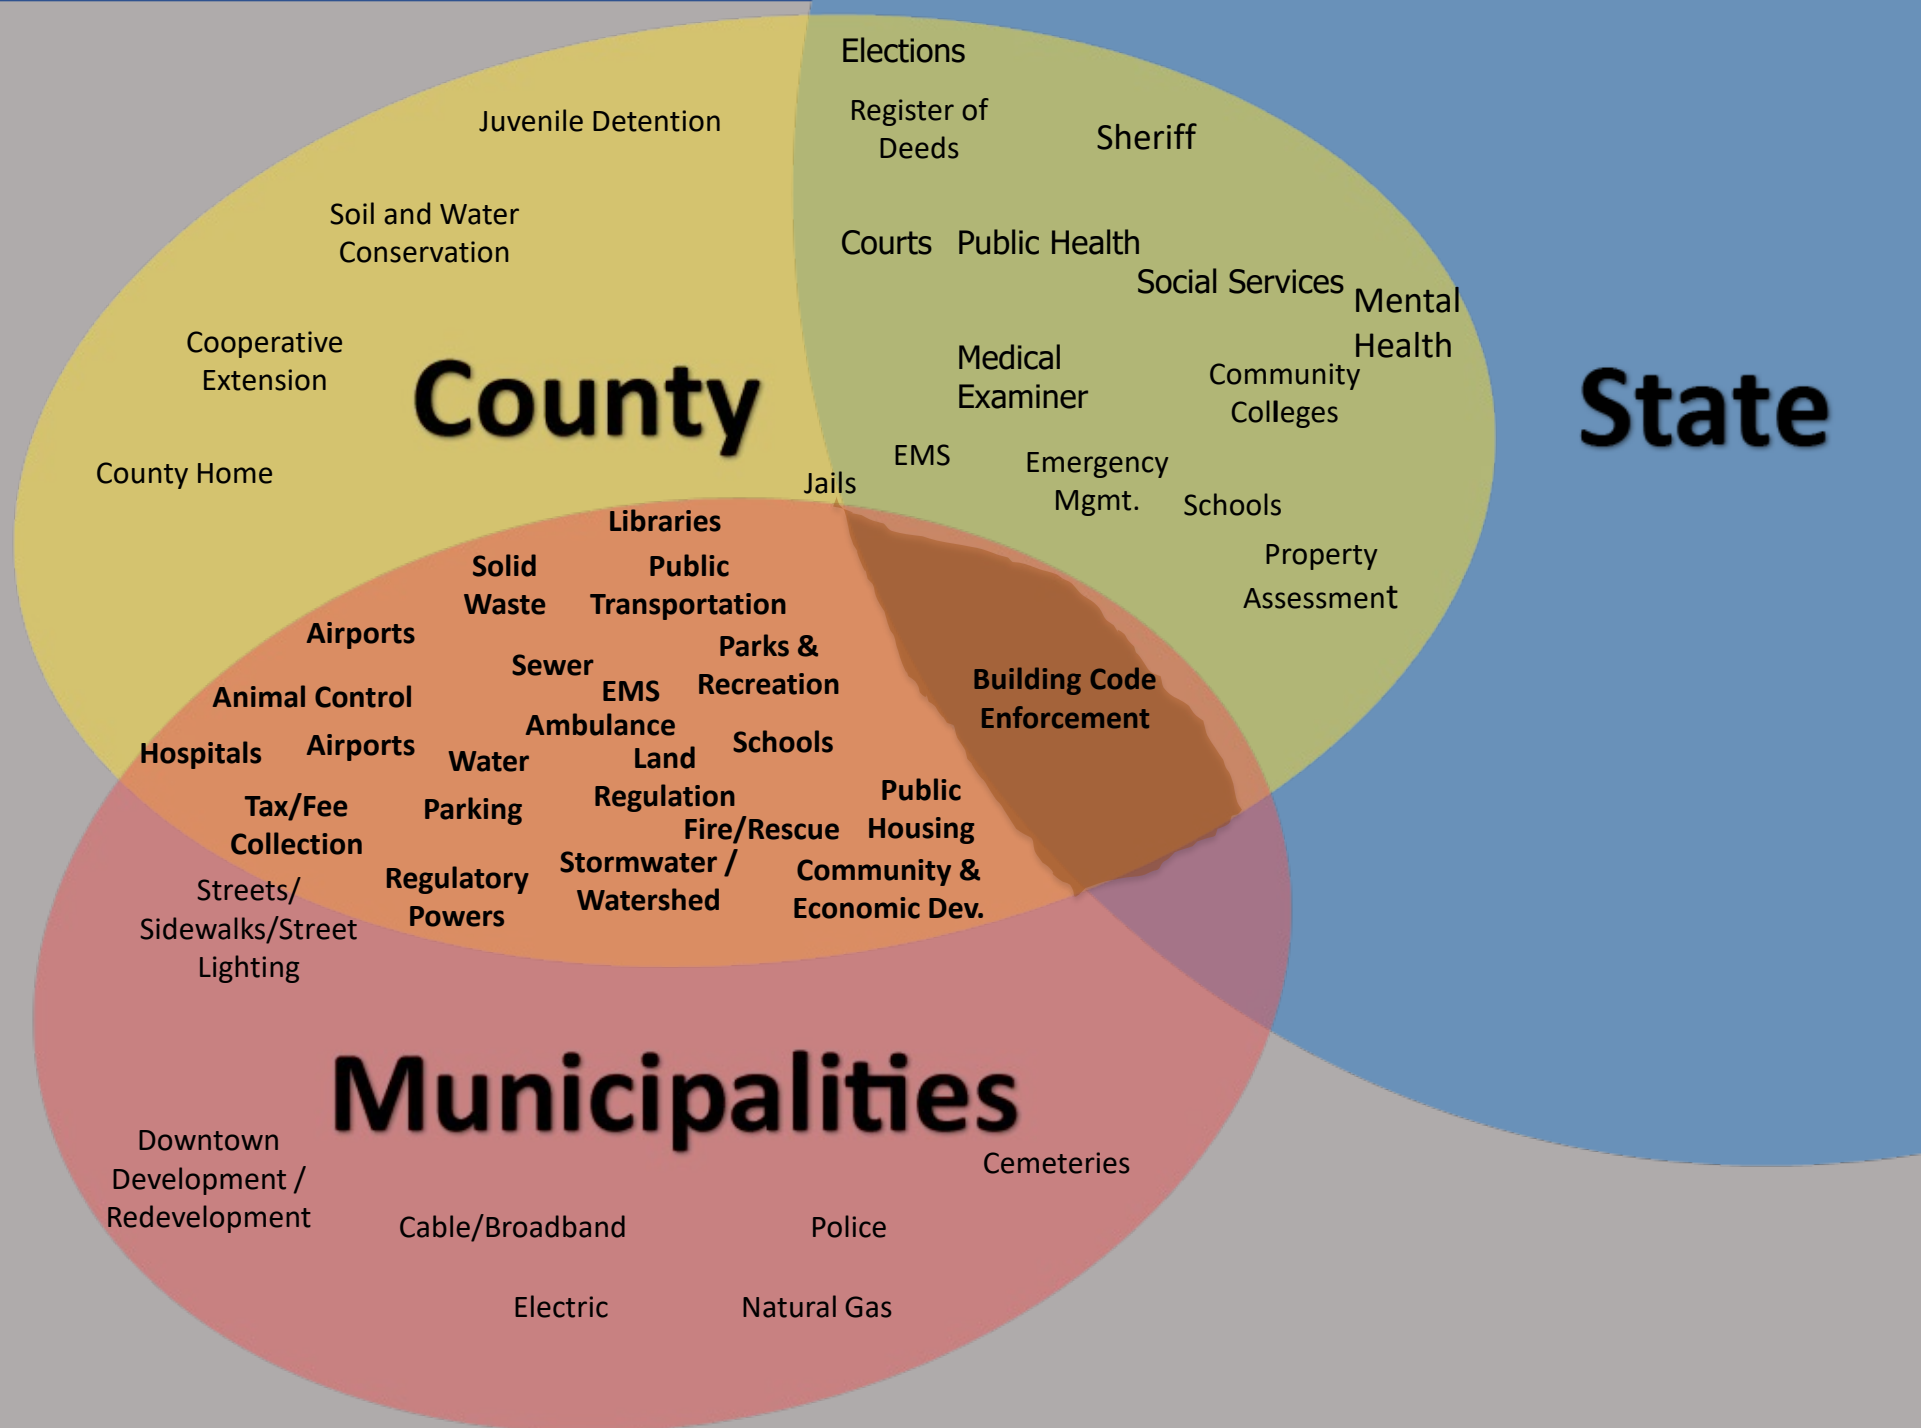 Elections
Register of
Deeds
Sheriff
Juvenile Detention
Soil and Water
Conservation
Courts
Public Health
Social Services
Mental
Health
Cooperative
Extension
County
Medical
Examiner
Community
Colleges
State
County Home
Jails
EMS
Emergency
Mgmt.
Schools
Property
Assessment
Libraries
Solid
Waste
Public
Transportation
Airports
Sewer
Parks &
Recreation
Animal Control
EMS
Ambulance
Building Code
Enforcement
Hospitals
Airports
Water
Land
Regulation
Schools
Tax/Fee
Collection
Parking
Fire/Rescue
Public
Housing
Streets/
Sidewalks/Street
Lighting
Regulatory
Powers
Stormwater /
Watershed
Community &
Economic Dev.
Municipalities
Downtown
Development /
Redevelopment
Cemeteries
Cable/Broadband
Police
Electric
Natural Gas